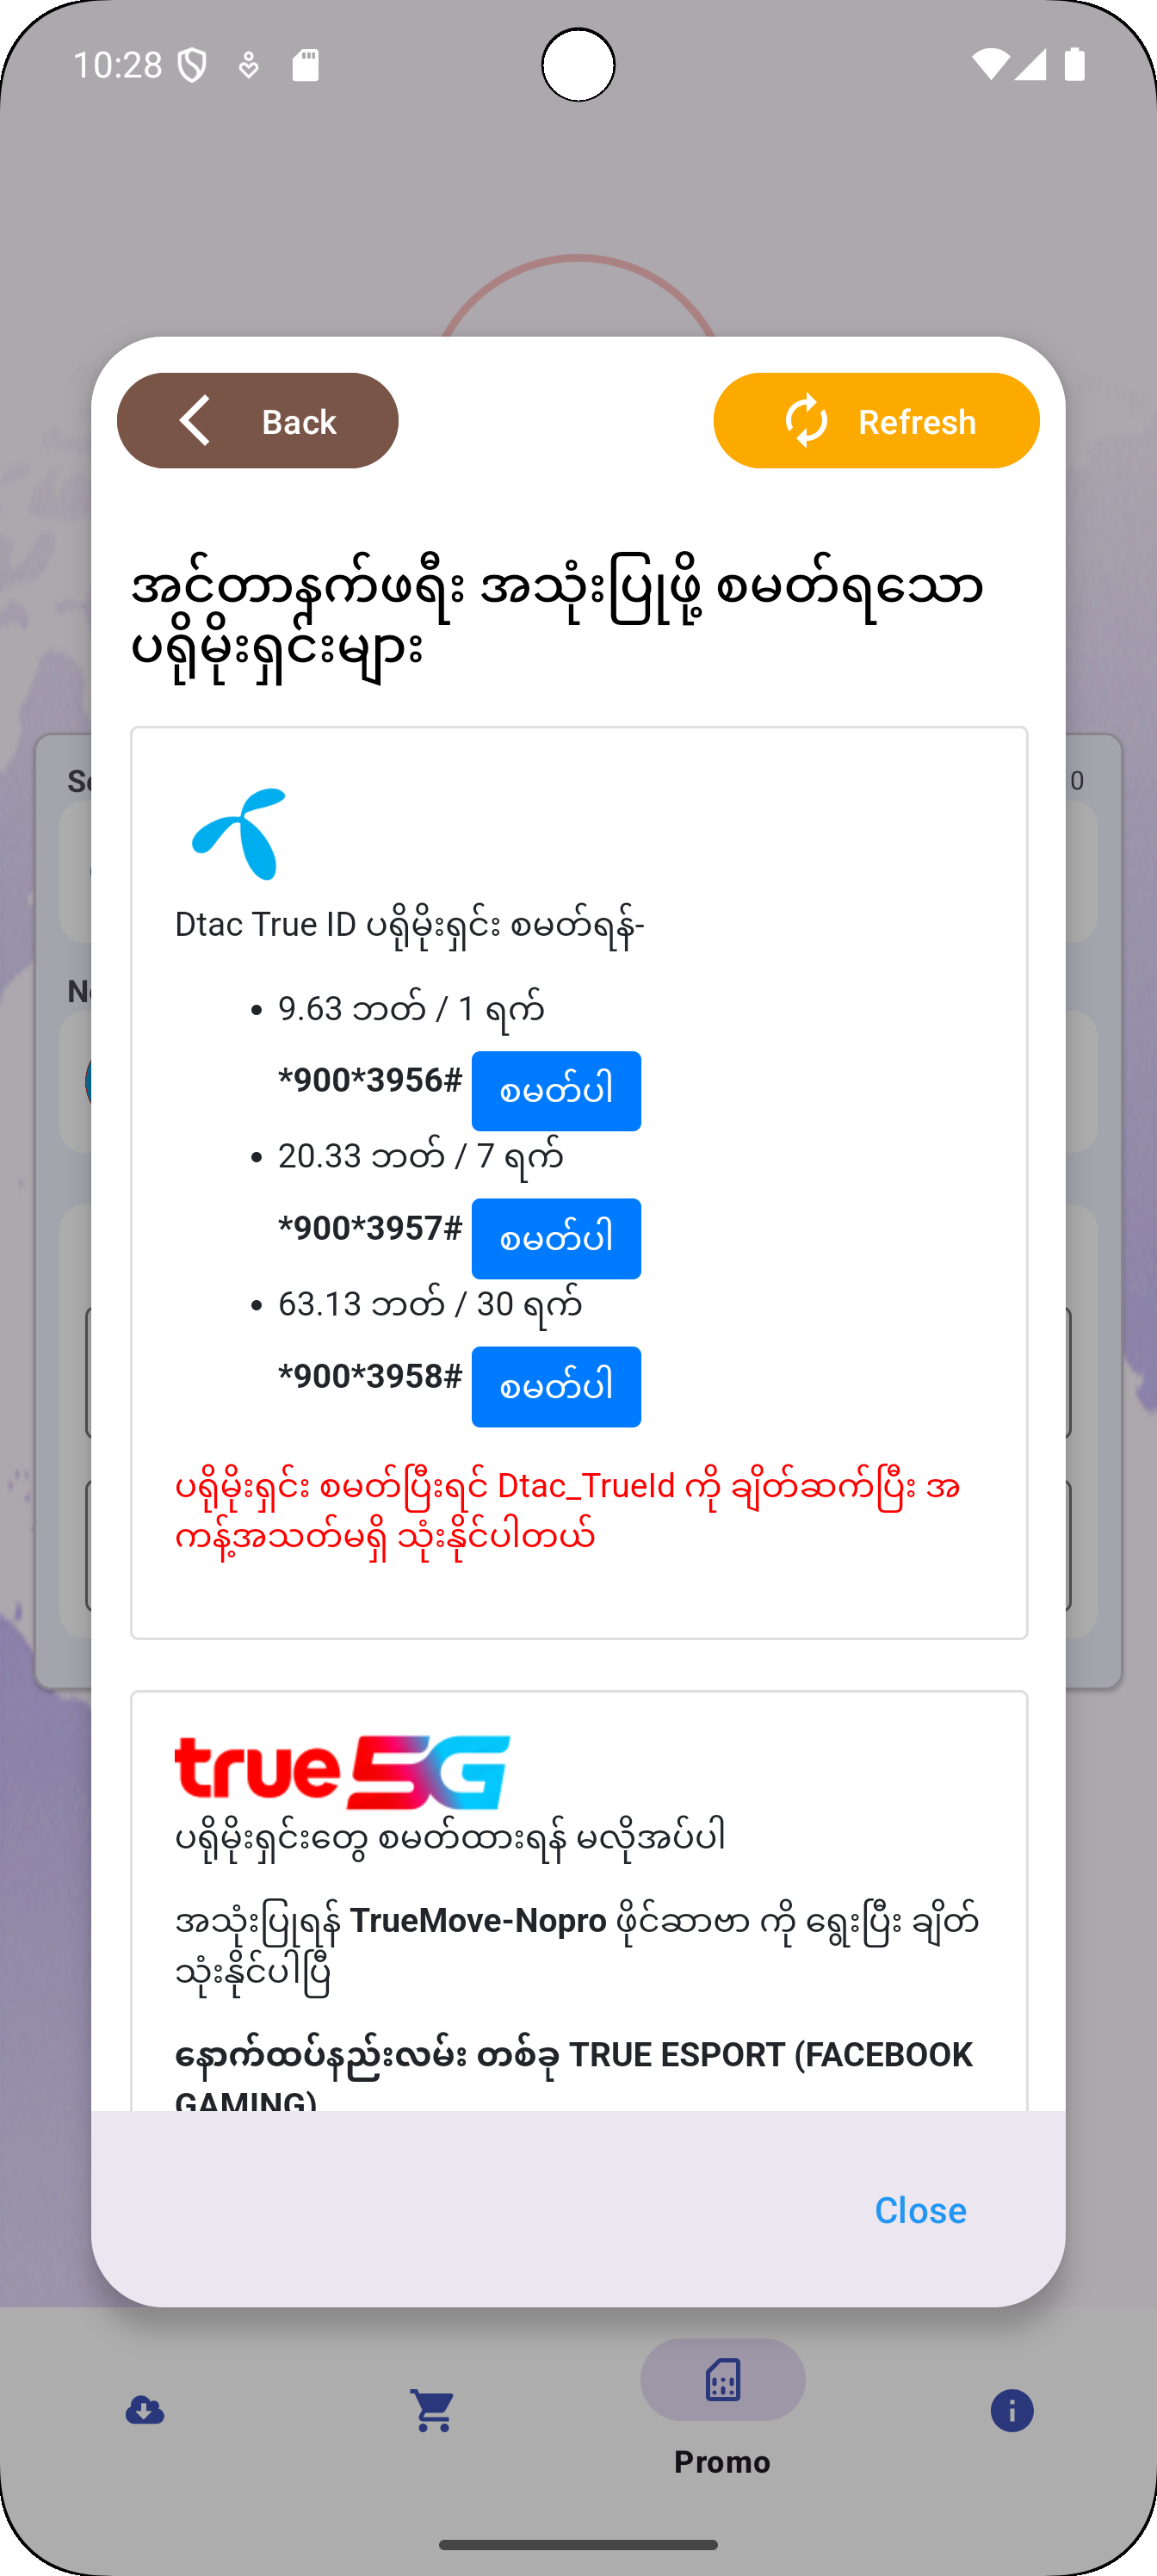 10:28
Back
Refresh
အင်တာနက်ဖရီး အသုံးပြုဖို့ စမတ်ရသော
ပရိုမိုးရှင်းများ
Dtac True ID ပရိုမိုးရှင်း စမတ်ရန်-
• 9.63 ဘတ် / 1 ရက်
*900*3956# စမတ်ပါ
• 20.33 ဘတ် / 7 ရက်
*900*3957# စမတ်ပါ
• 63.13 ဘတ် / 30 ရက်
*900*3958# စမတ်ပါ
ပရိုမိုးရှင်း စမတ်ပြီးရင် Dtac_TrueId ကို ချိတ်ဆက်ပြီး အ
ကန့်အသတ်မရှိ သုံးနိုင်ပါတယ်
true 5G
ပရိုမိုးရှင်းတွေ စမတ်ထားရန် မလိုအပ်ပါ
အသုံးပြုရန် TrueMove-Nopro ဖိုင်ဆာဗာ ကို ရွေးပြီး ချိတ်
သုံးနိုင်ပါပြီ
နောက်ထပ်နည်းလမ်း တစ်ခု TRUE ESPORT (FACEBOOK
GAMING)
Close
Promo